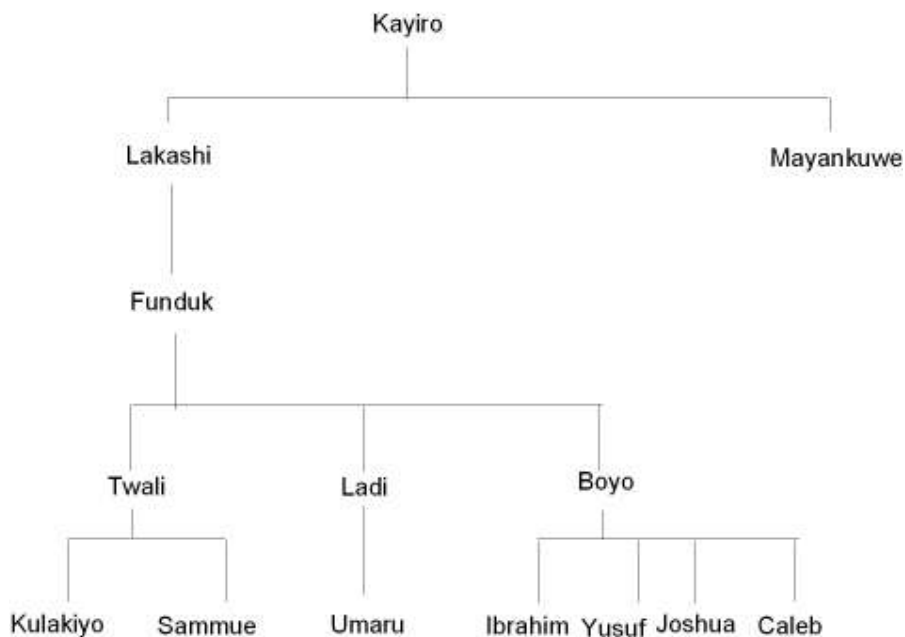 Kayiro
Lakashi
Mayankuwe
Funduk
Twali
Ladi
Boyo
Kulakiyo
Sammue
Umaru
Ibrahim
Yusuf
Joshua
Caleb